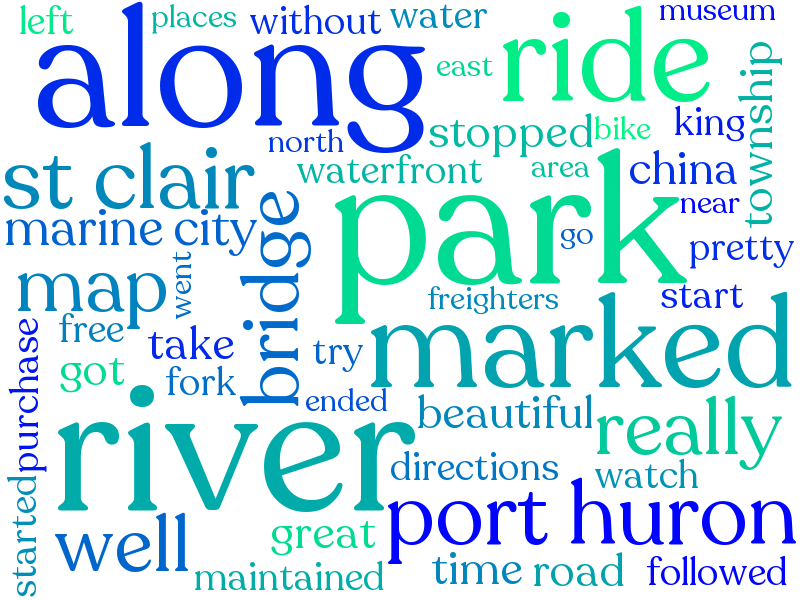 left
places
without
water
museum
along
east
ride
township
north
stopped
bike
king
st clair
waterfront
area
china
marine city
bridge
park
near
go
pretty
map
went
freighters
start
free
take
try
marked
purchase
got
fork
ended
beautiful
really
river
directions
watch
started
well
great
port huron
maintained
time
road
followed